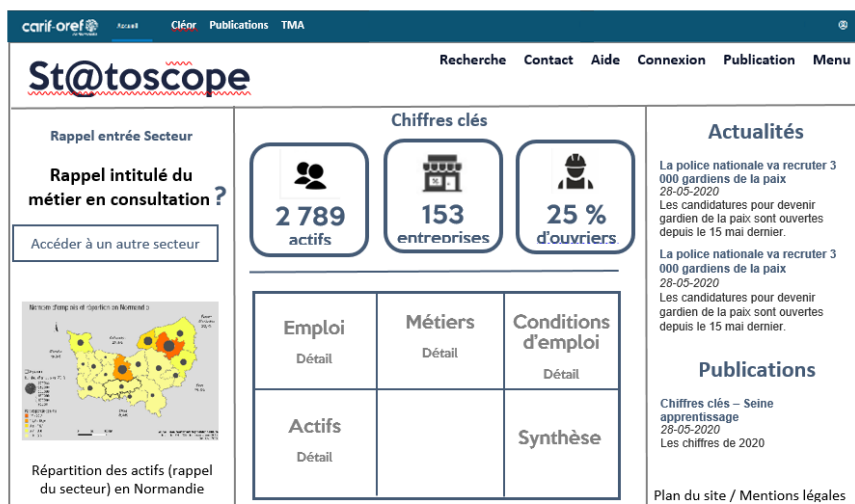 carif-oref
Accueil Cléor Publications TMA
St@toscope
Recherche Contact Aide Connexion Publication Menu
Rappel entrée Secteur
Rappel intitulé du
métier en consultation ?
Accéder à un autre secteur
Nombre d'emplois et répartition en Normandie
Répartition des actifs (rappel
du secteur) en Normandie
Chiffres clés
2 789
actifs
153
entreprises
25 %
d'ouvriers
Emploi
Détail
Métiers
Détail
Conditions
d'emploi
Détail
Actifs
Détail
Synthèse
Actualités
La police nationale va recruter 3
000 gardiens de la paix
28-05-2020
Les candidatures pour devenir
gardien de la paix sont ouvertes
depuis le 15 mai dernier.
La police nationale va recruter 3
000 gardiens de la paix
28-05-2020
Les candidatures pour devenir
gardien de la paix sont ouvertes
depuis le 15 mai dernier.
Publications
Chiffres clés – Seine
apprentissage
28-05-2020
Les chiffres de 2020
Plan du site / Mentions légales